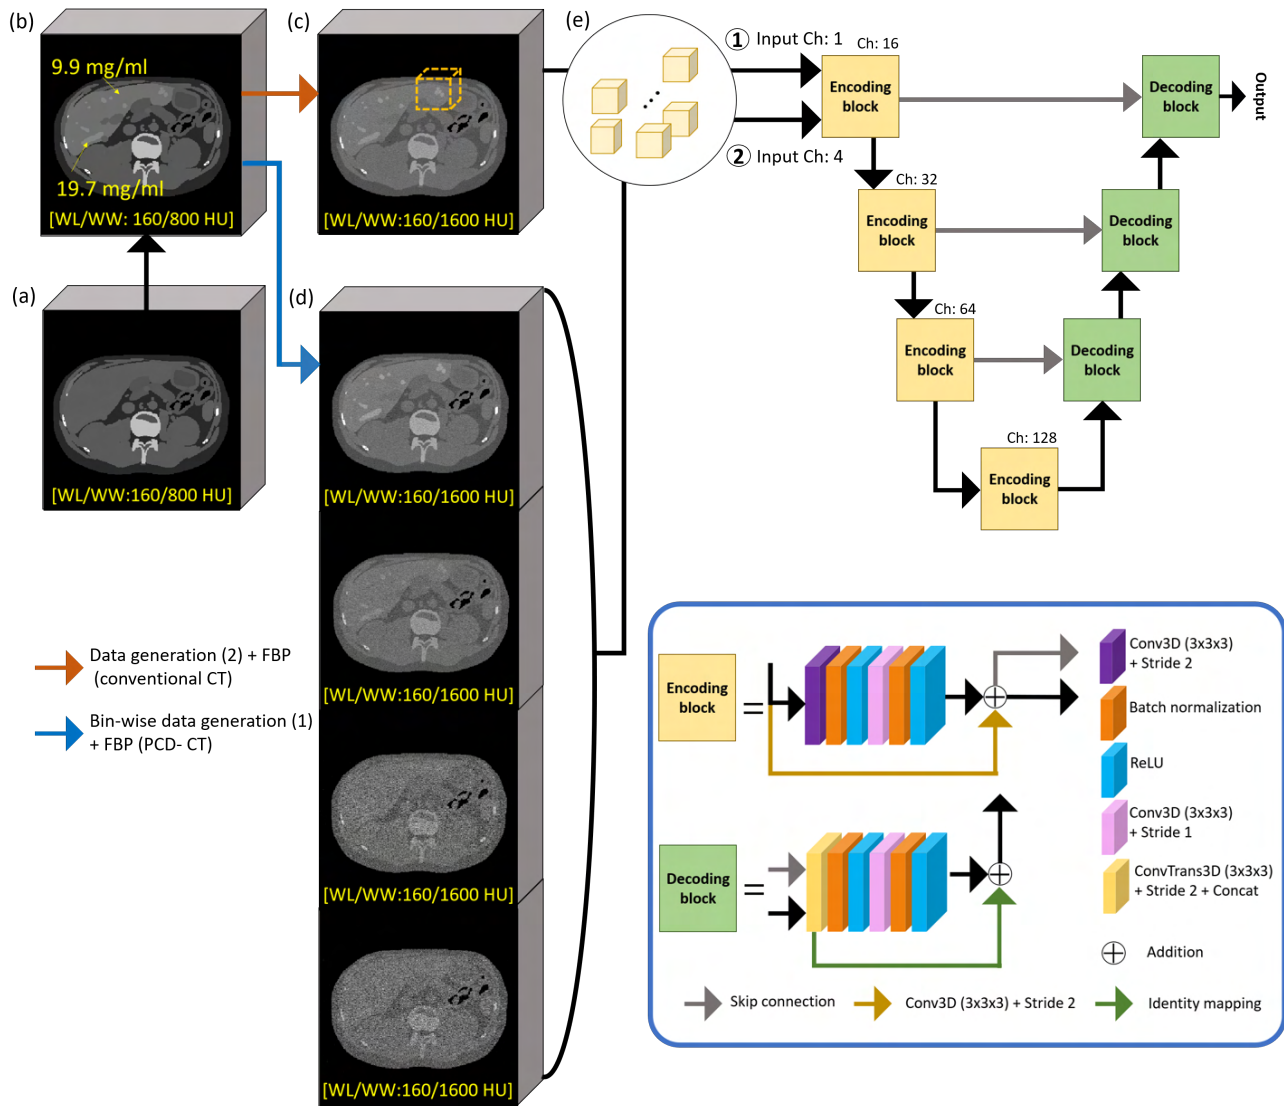 (b)
9.9 mg/ml
19.7 mg/ml
[WL/WW: 160/800 HU]
(c)
[WL/WW:160/1600 HU]
(e)
1 Input Ch: 1
2 Input Ch: 4
Ch: 16
Encoding
block
Decoding
block
Output
Ch: 32
Encoding
block
Decoding
block
Ch: 64
Encoding
block
Decoding
block
Ch: 128
Encoding
block
(a)
[WL/WW:160/800 HU]
(d)
[WL/WW:160/1600 HU]
[WL/WW:160/1600 HU]
[WL/WW:160/1600 HU]
[WL/WW:160/1600 HU]
Data generation (2) + FBP
(conventional CT)
Bin-wise data generation (1)
+ FBP (PCD- CT)
Encoding
block
=
Decoding
block
=
Conv3D (3x3x3)
+ Stride 2
Batch normalization
ReLU
Conv3D (3x3x3)
+ Stride 1
ConvTrans3D (3x3x3)
+ Stride 2 + Concat
Addition
Skip connection
Conv3D (3x3x3) + Stride 2
Identity mapping